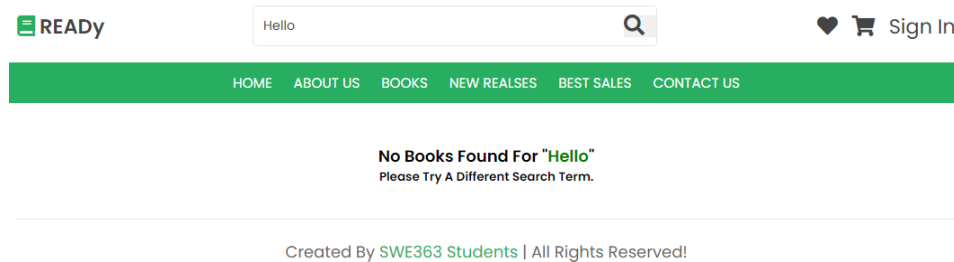 READy
Hello
Sign In
HOME ABOUT US BOOKS NEW REALSES BEST SALES CONTACT US
No Books Found For "Hello"
Please Try A Different Search Term.
Created By SWE363 Students | All Rights Reserved!